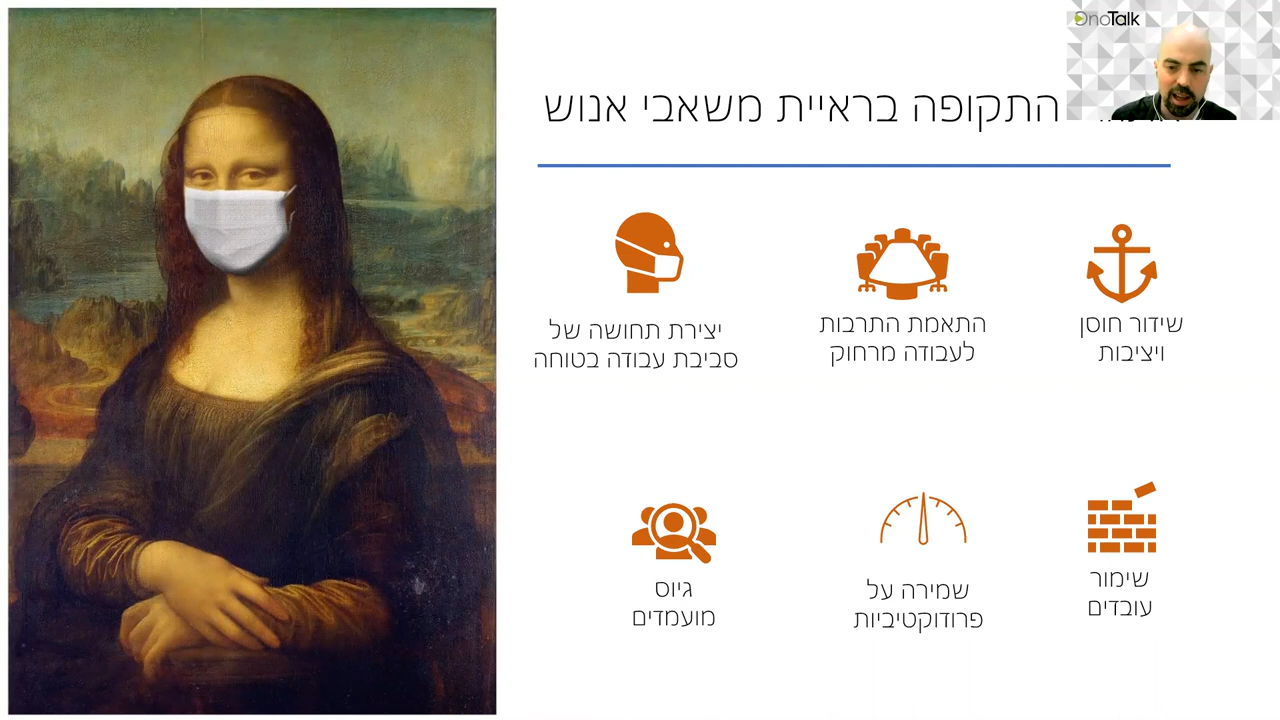 OnoTalk
התקופה בראיית משאבי אנוש
שידור חוסן
ויציבות
התאמת התרבות
לעבודה מרחוק
יצירת תחושה של
סביבת עבודה בטוחה
שימור
עובדים
שמירה על
פרודוקטיביות
גיוס
מועמדים